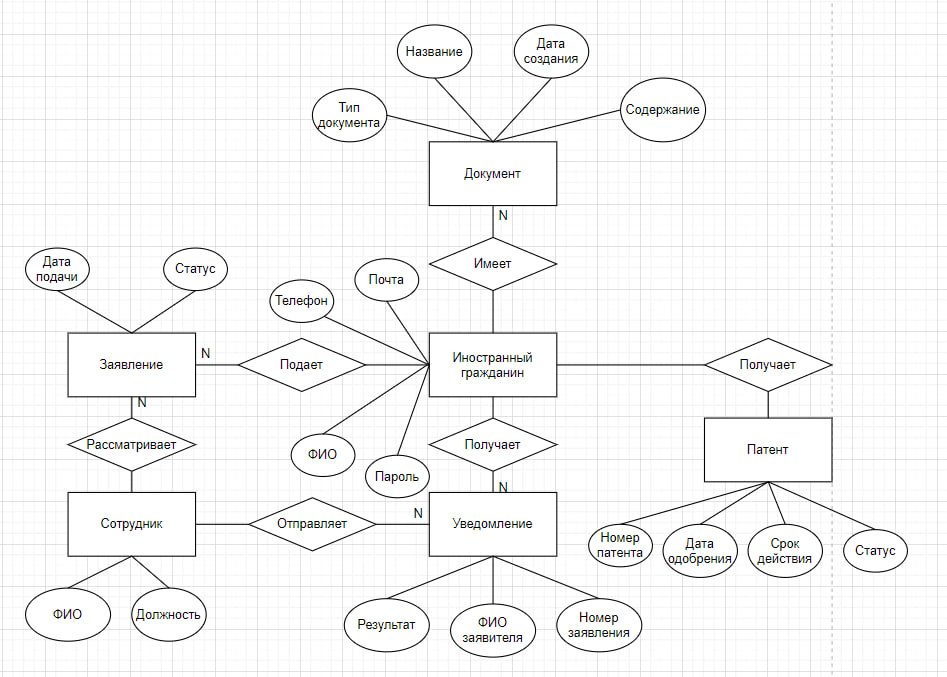 Название
Дата
создания
Тип
документа
Содержание
Документ
N
Имеет
Дата
подачи
Статус
Почта
Телефон
Заявление
N
Подает
Иностранный
гражданин
Получает
N
Рассматривает
Получает
Патент
ФИО
Пароль
N
Сотрудник
Отправляет
N
Уведомление
Номер
патента
Дата
одобрения
Срок
действия
Статус
ФИО
Должность
Результат
ФИО
заявителя
Номер
заявления